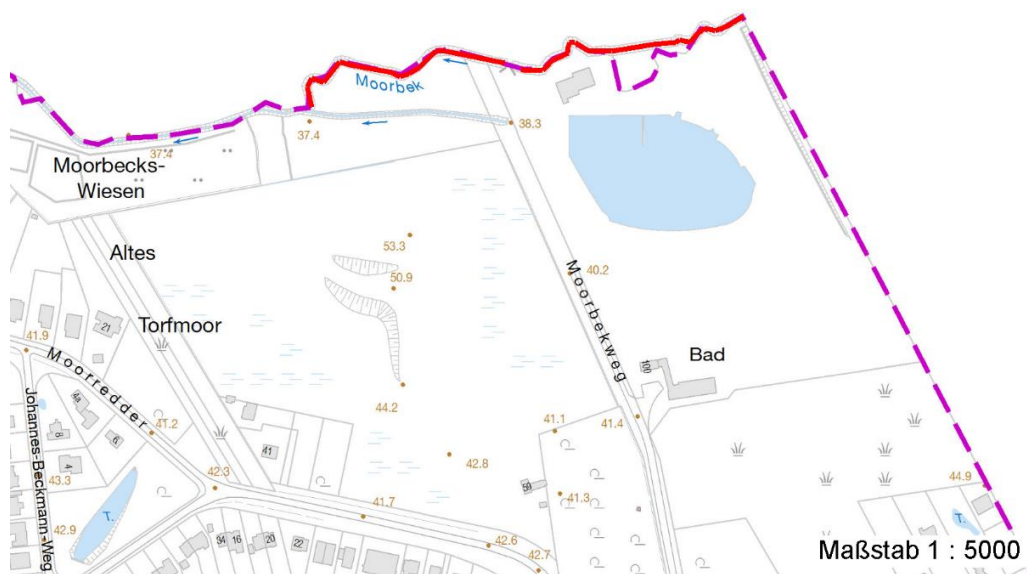 Moorbek
37.4
38.3
37.4
Moorbecks-
Wiesen
53.3
Altes
50.9
40.2
Moorbekweg
Torfmoor
21
41.9
Moorredder
Bad
100
44.2
Johannes-Beckmann-Weg
4a
8
6
41.2
41.1
41.4
4
41
42.8
43.3
42.3
59
41.3
44.9
41.7
T.
T.
42.9
34
16
20
22
42.6
42.7
Maßstab 1 : 5000